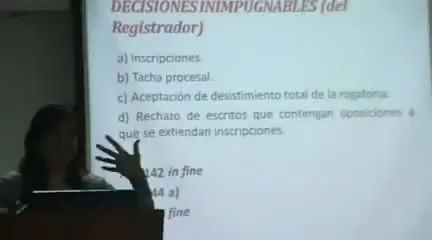 DECISIONES INIMPUGNABLES (del
Registrador)
a) Inscripciones.
b) Tacha procesal.
c) Aceptación de desistimiento total de la rogatoria.
d) Rechazo de escritos que contengan oposiciones a
que se extiendan inscripciones.
142 in fine
44 a)
fine